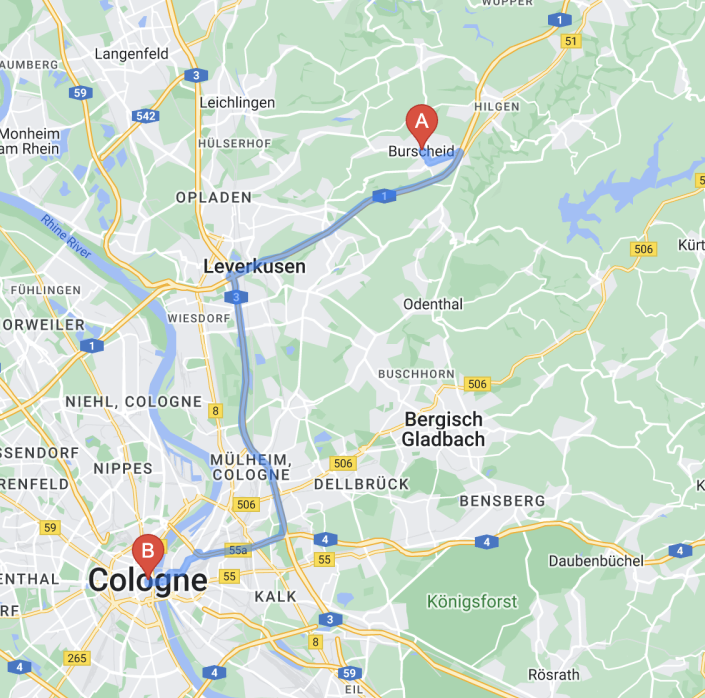 WUPPER
1
51
Langenfeld
AUMBERG
3
59
Leichlingen
HILGEN
542
A
Monheim
am Rhein
HÜLSERHOF
Burscheid
5
OPLADEN
1
Rhine River
506
Kürt
Leverkusen
FÜHLINGEN
3
Odenthal
WIESDORF
ORWEILER
1
BUSCHHORN
506
NIEHL, COLOGNE
8
Bergisch
Gladbach
SSENDORF
MÜLHEIM,
COLOGNE
NIPPES
506
RENFELD
DELLBRÜCK
K
506
BENSBERG
59
4
4
B
55a
4
55
Daubenbüchel
ENTHAL
Cologne
55
KALK
Königsforst
RF
3
8
265
4
4
59
Rösrath
EIL